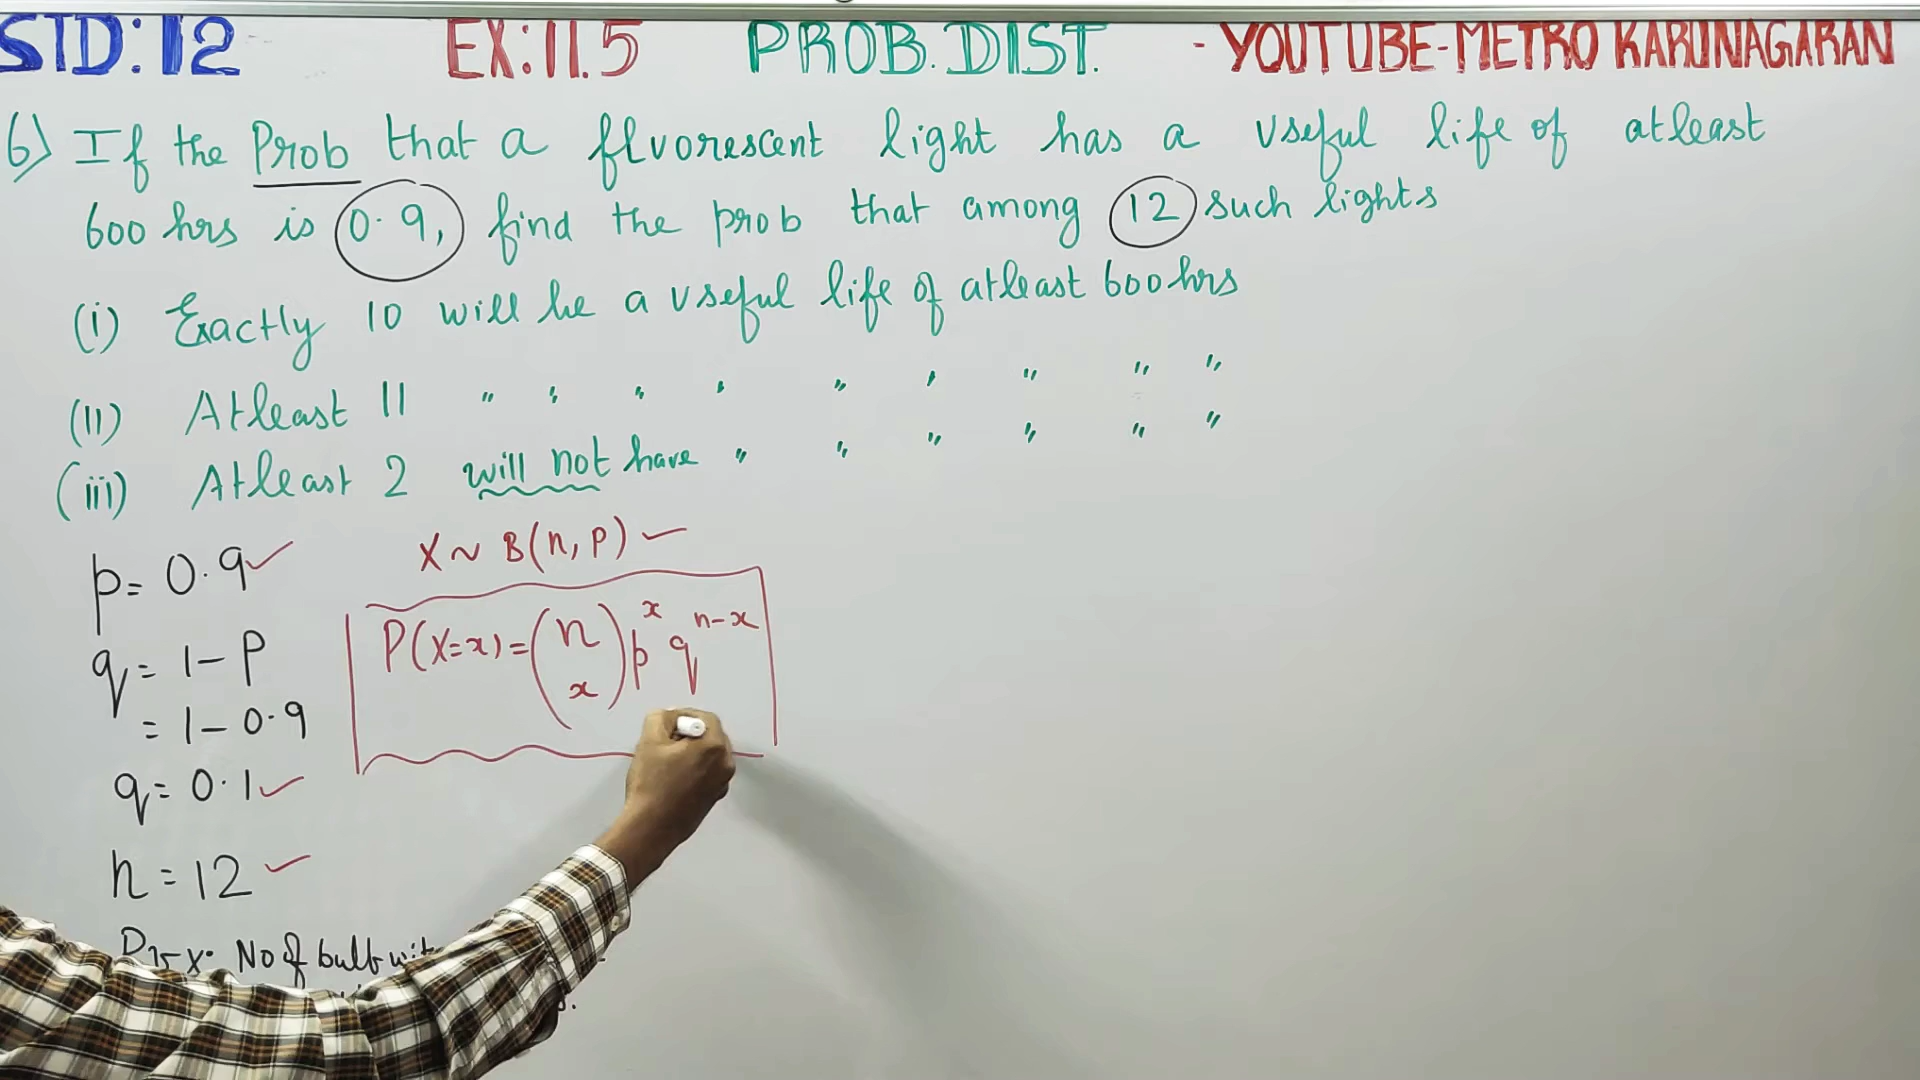 STD:12 EX:11.5 PROB.DIST. - YOUTUBE-METRO KARUNAGARAN
6) If the Prob that a fluorescent light has a useful life of atleast
600 hrs is 0.9, find the prob that among 12 such lights
(i) Exactly 10 will be a useful life of atleast 600 hrs
(ii) Atleast 11 " " " " " " " " "
(iii) Atleast 2 will not have " " " " " "
p = 0.9
X ~ B(n, p)
q = 1 - P
P(X=x) = (n x) p^x q^n-x
= 1 - 0.9
q = 0.1
n = 12
No of bulb